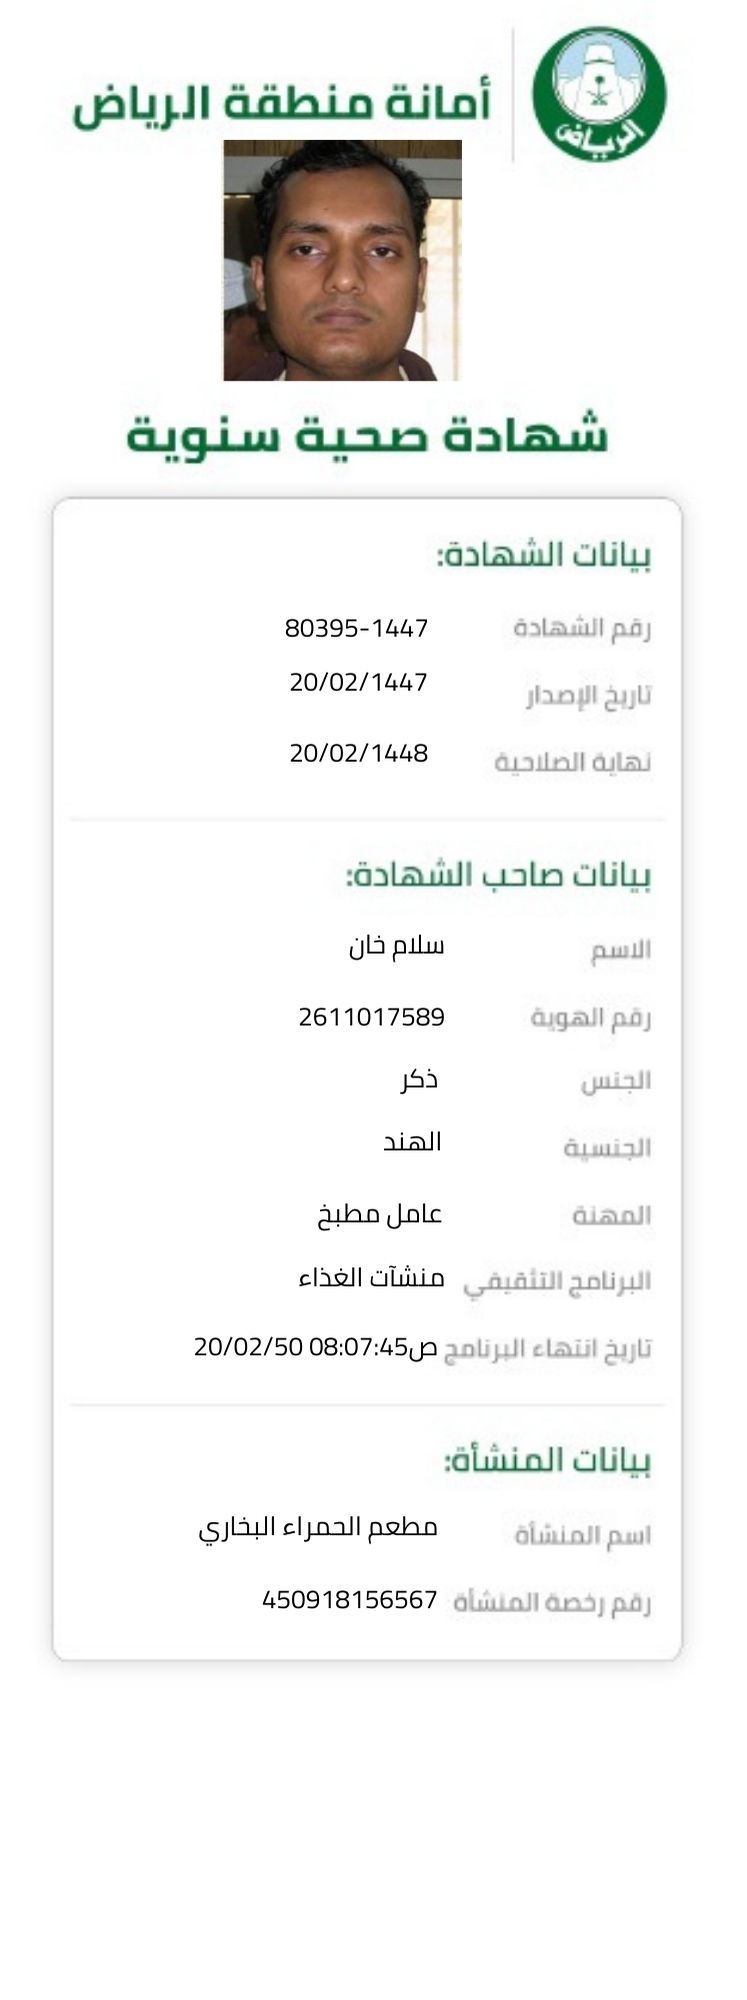 أمانة منطقة الرياض
الرياض
شهادة صحية سنوية
بيانات الشهادة:
رقم الشهادة 80395-1447
تاريخ الإصدار 20/02/1447
نهاية الصلاحية 20/02/1448
بيانات صاحب الشهادة:
الاسم سلام خان
رقم الهوية 2611017589
الجنس ذكر
الجنسية الهند
المهنة عامل مطبخ
البرنامج التثقيفي منشآت الغذاء
تاريخ انتهاء البرنامج 20/02/50 08:07:45ص
بيانات المنشأة:
اسم المنشأة مطعم الحمراء البخاري
رقم رخصة المنشأة 450918156567